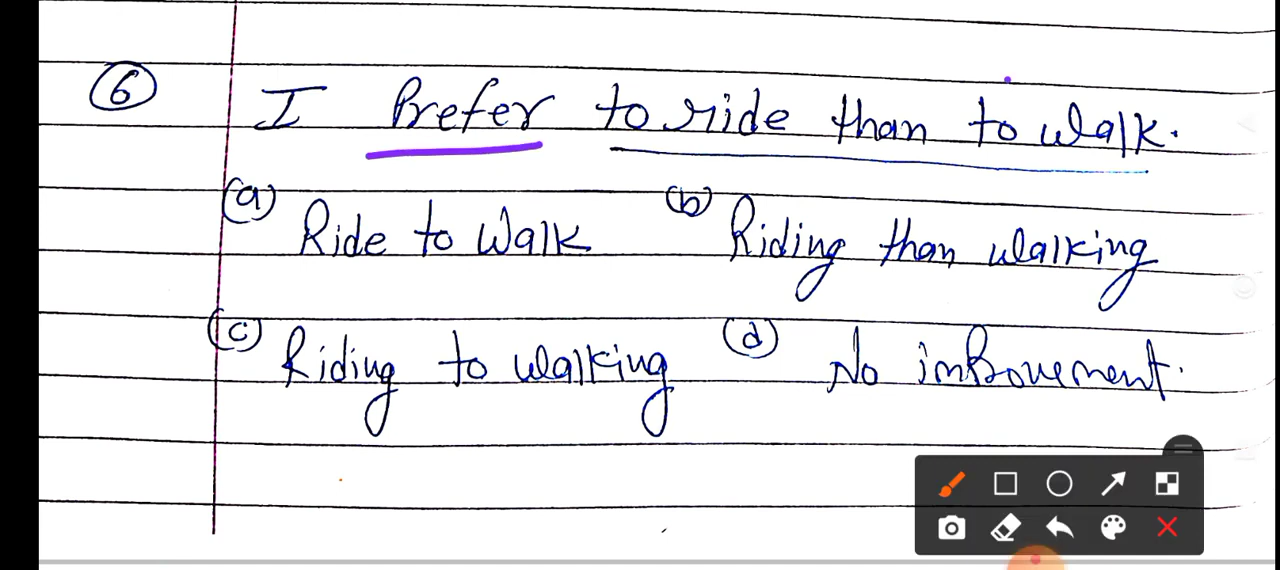 6 I Prefer to ride than to walk.
(a) Ride to Walk (b) Riding than walking
(c) Riding to walking (d) No improvement.